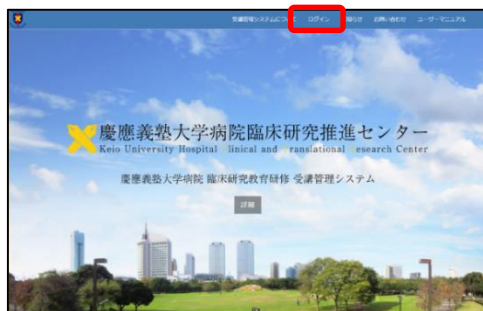 受講管理システムについて ログイン お知らせ お問い合わせ ユーザーマニュアル
慶應義塾大学病院臨床研究推進センター
Keio University Hospital linical and ranslational esearch Center
慶應義塾大学病院 臨床研究教育研修 受講管理システム
詳細